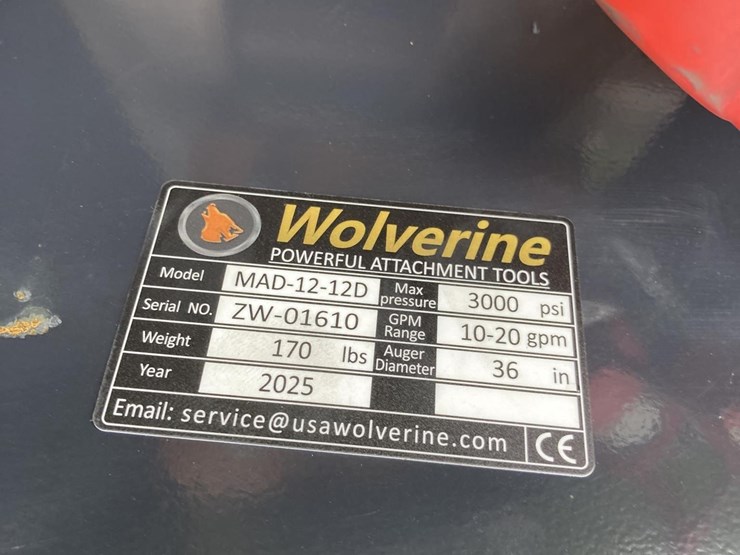 Wolverine
POWERFUL ATTACHMENT TOOLS
Model MAD-12-12D Max pressure 3000 psi
Serial NO. ZW-01610 GPM Range 10-20 gpm
Weight 170 lbs Auger Diameter 36 in
Year 2025
Email: service@usawolverine.com CE